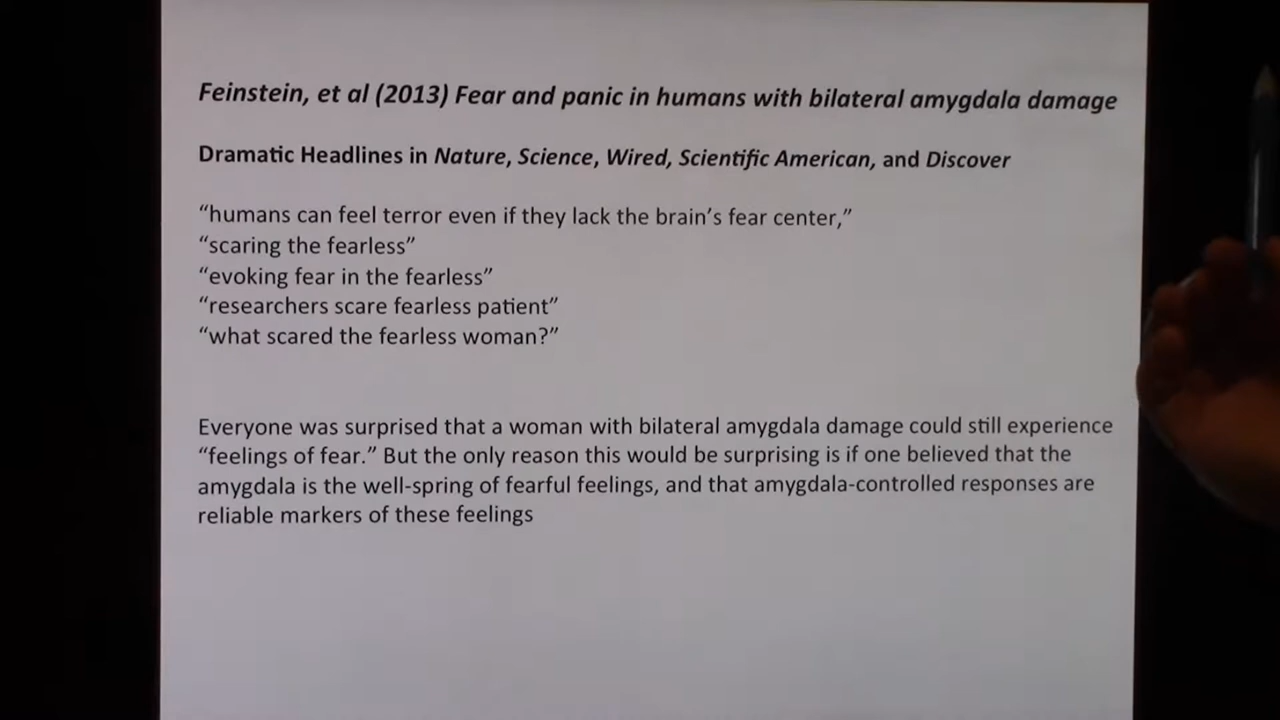 Feinstein, et al (2013) Fear and panic in humans with bilateral amygdala damage
Dramatic Headlines in Nature, Science, Wired, Scientific American, and Discover
“humans can feel terror even if they lack the brain’s fear center,”
“scaring the fearless”
“evoking fear in the fearless”
“researchers scare fearless patient”
“what scared the fearless woman?”
Everyone was surprised that a woman with bilateral amygdala damage could still experience
“feelings of fear.” But the only reason this would be surprising is if one believed that the
amygdala is the well-spring of fearful feelings, and that amygdala-controlled responses are
reliable markers of these feelings